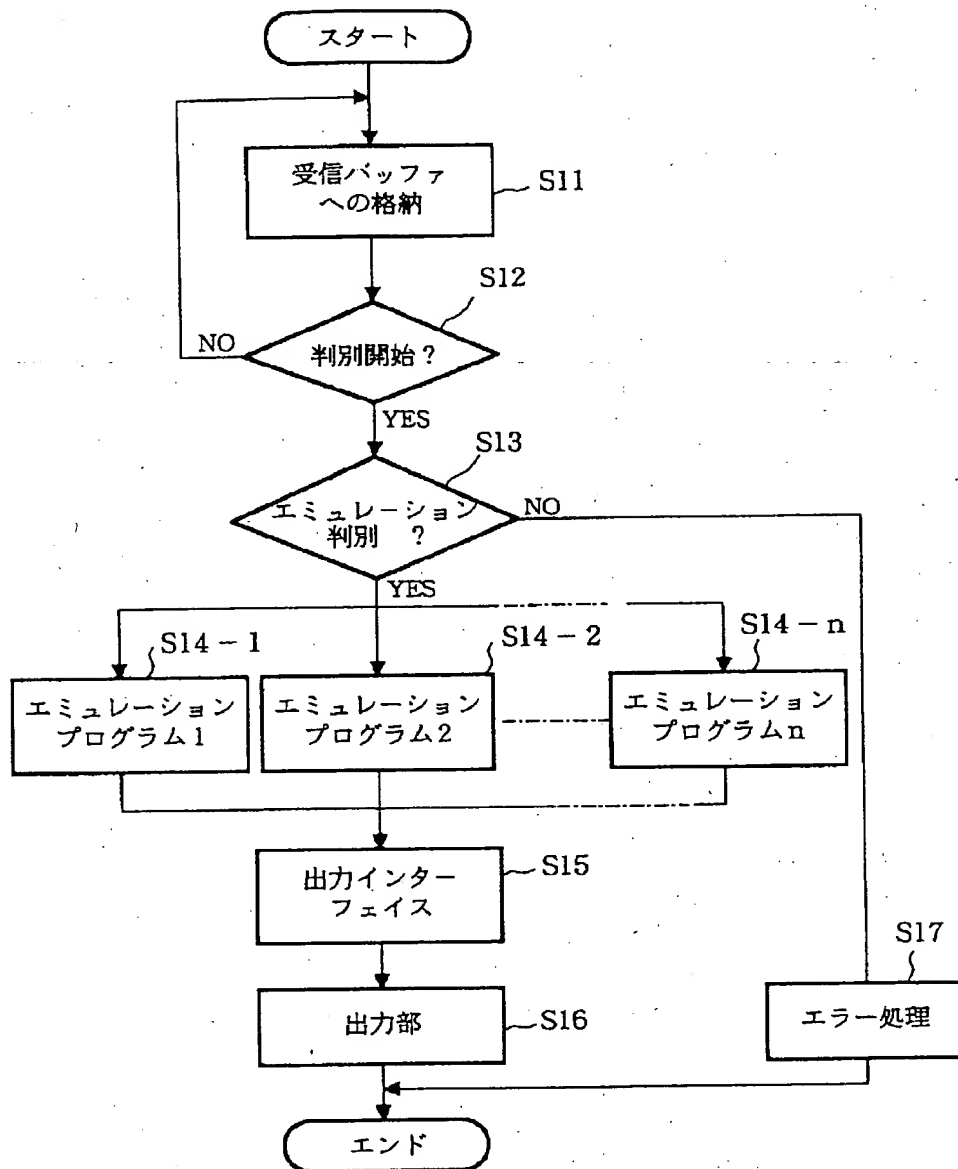 スタート
受信バッファ
への格納
S11
S12
NO
判別開始?
YES
S13
エミュレーション
判別 ?
NO
YES
S14-1
S14-2
S14-n
エミュレーション
プログラム1
エミュレーション
プログラム2
エミュレーション
プログラムn
出力インター
フェイス
S15
S17
出力部
S16
エラー処理
エンド